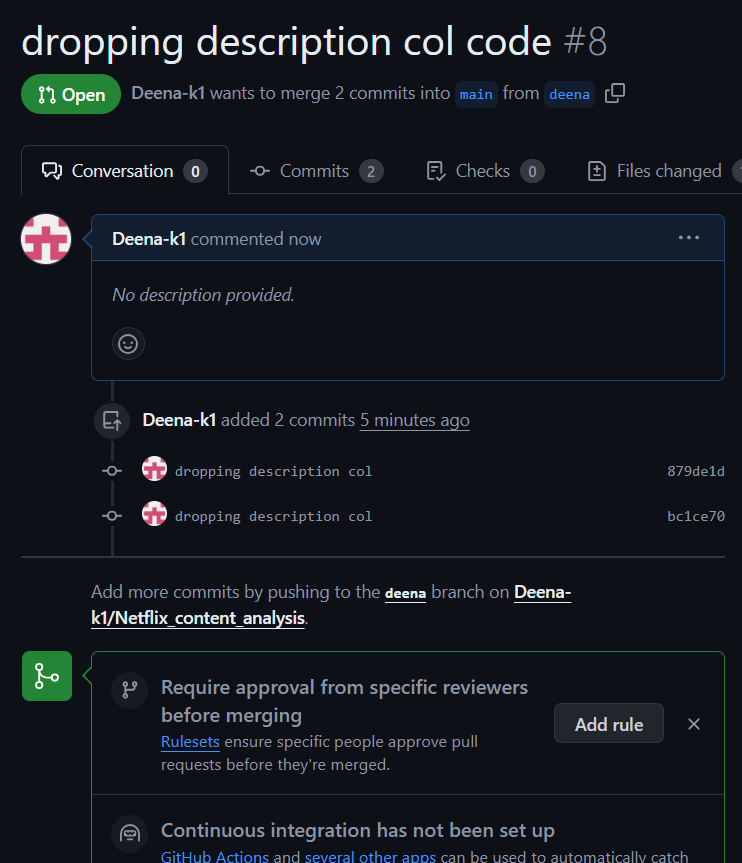 dropping description col code #8
Open Deena-k1 wants to merge 2 commits into main from deena
Conversation 0 Commits 2 Checks 0 Files changed
Deena-k1 commented now
No description provided.
Deena-k1 added 2 commits 5 minutes ago
dropping description col 879de1d
dropping description col bc1ce70
Add more commits by pushing to the deena branch on Deena-
k1/Netflix_content_analysis.
Require approval from specific reviewers
before merging
Add rule
Rulesets ensure specific people approve pull
requests before they're merged.
Continuous integration has not been set up
GitHub Actions and several other apps can be used to automatically catch